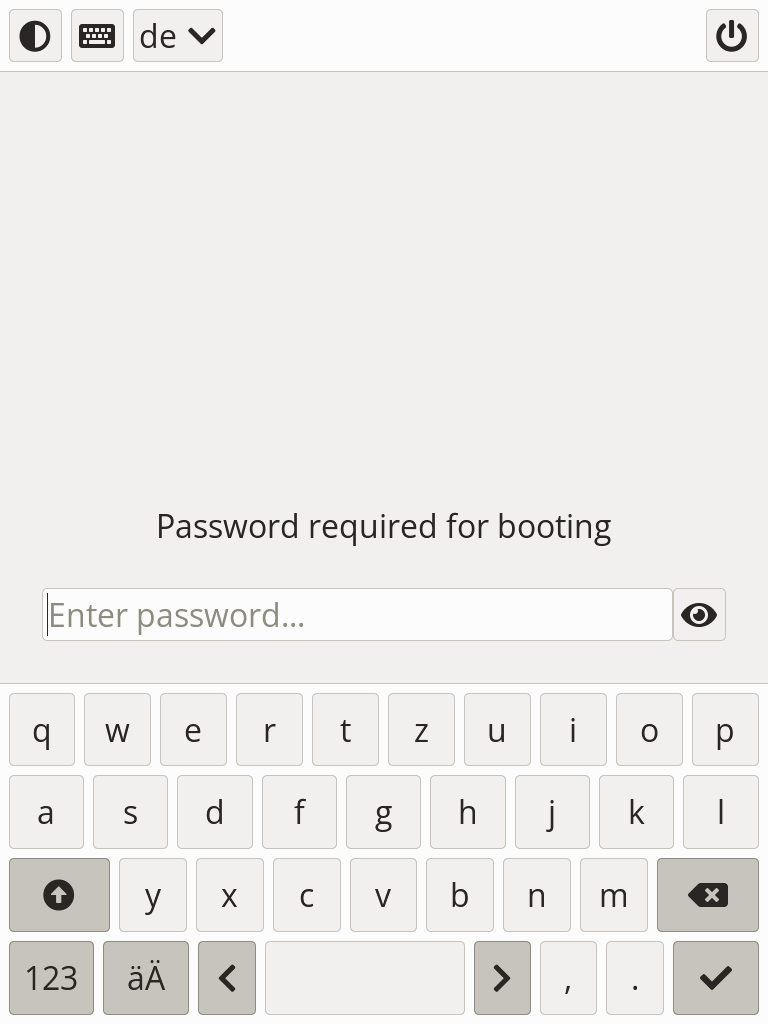 de
Password required for booting
Enter password...
q w e r t z u i o p
a s d f g h j k l
y x c v b n m
123 äÄ , .